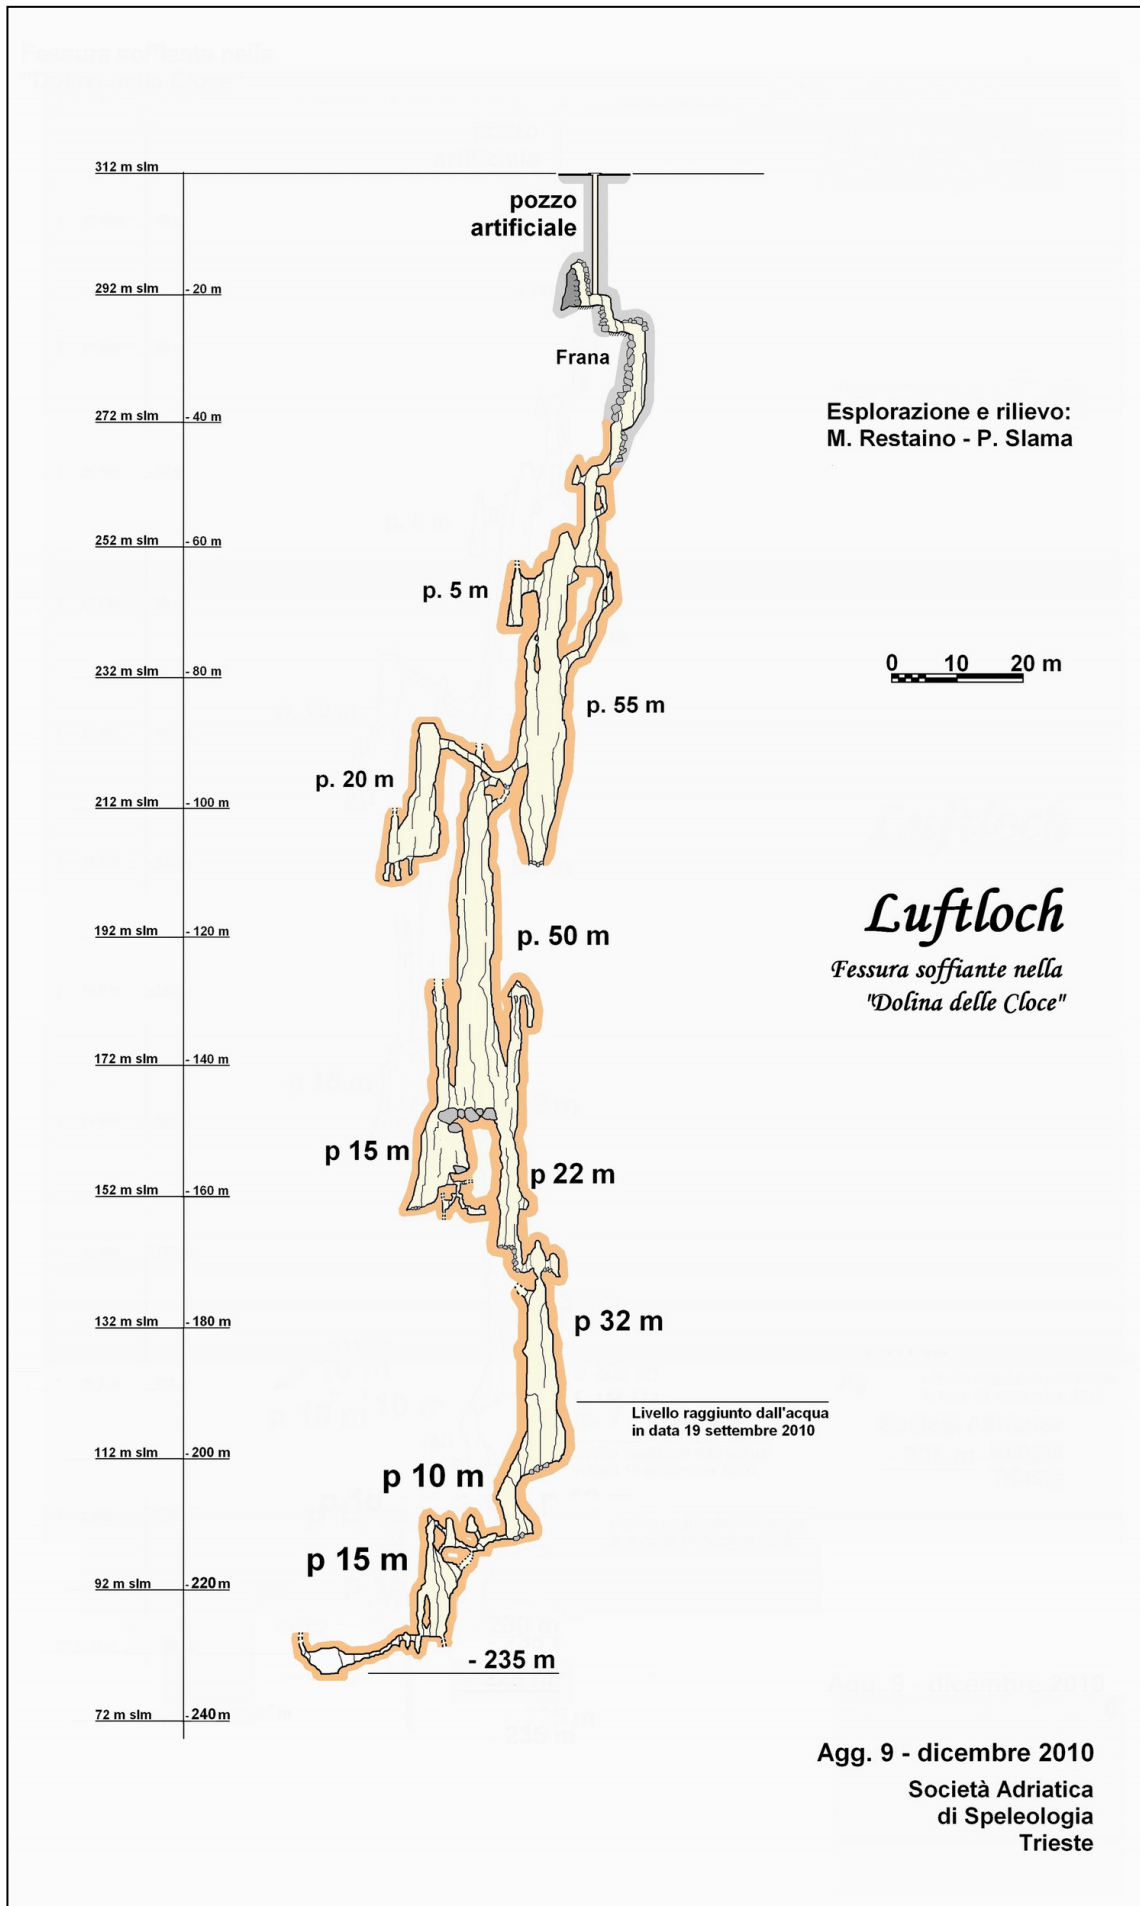 312 m slm
pozzo
artificiale
292 m slm - 20 m
Frana
272 m slm - 40 m
Esplorazione e rilievo:
M. Restaino - P. Slama
252 m slm - 60 m
p. 5 m
0 10 20 m
232 m slm - 80 m
p. 55 m
p. 20 m
212 m slm - 100 m
Luftloch
192 m slm - 120 m
p. 50 m
Fessura soffiante nella
"Dolina delle Cloce"
172 m slm - 140 m
p 15 m
p 22 m
152 m slm - 160 m
132 m slm - 180 m
p 32 m
Livello raggiunto dall'acqua
in data 19 settembre 2010
112 m slm - 200 m
p 10 m
p 15 m
92 m slm - 220 m
- 235 m
72 m slm - 240 m
Agg. 9 - dicembre 2010
Società Adriatica
di Speleologia
Trieste